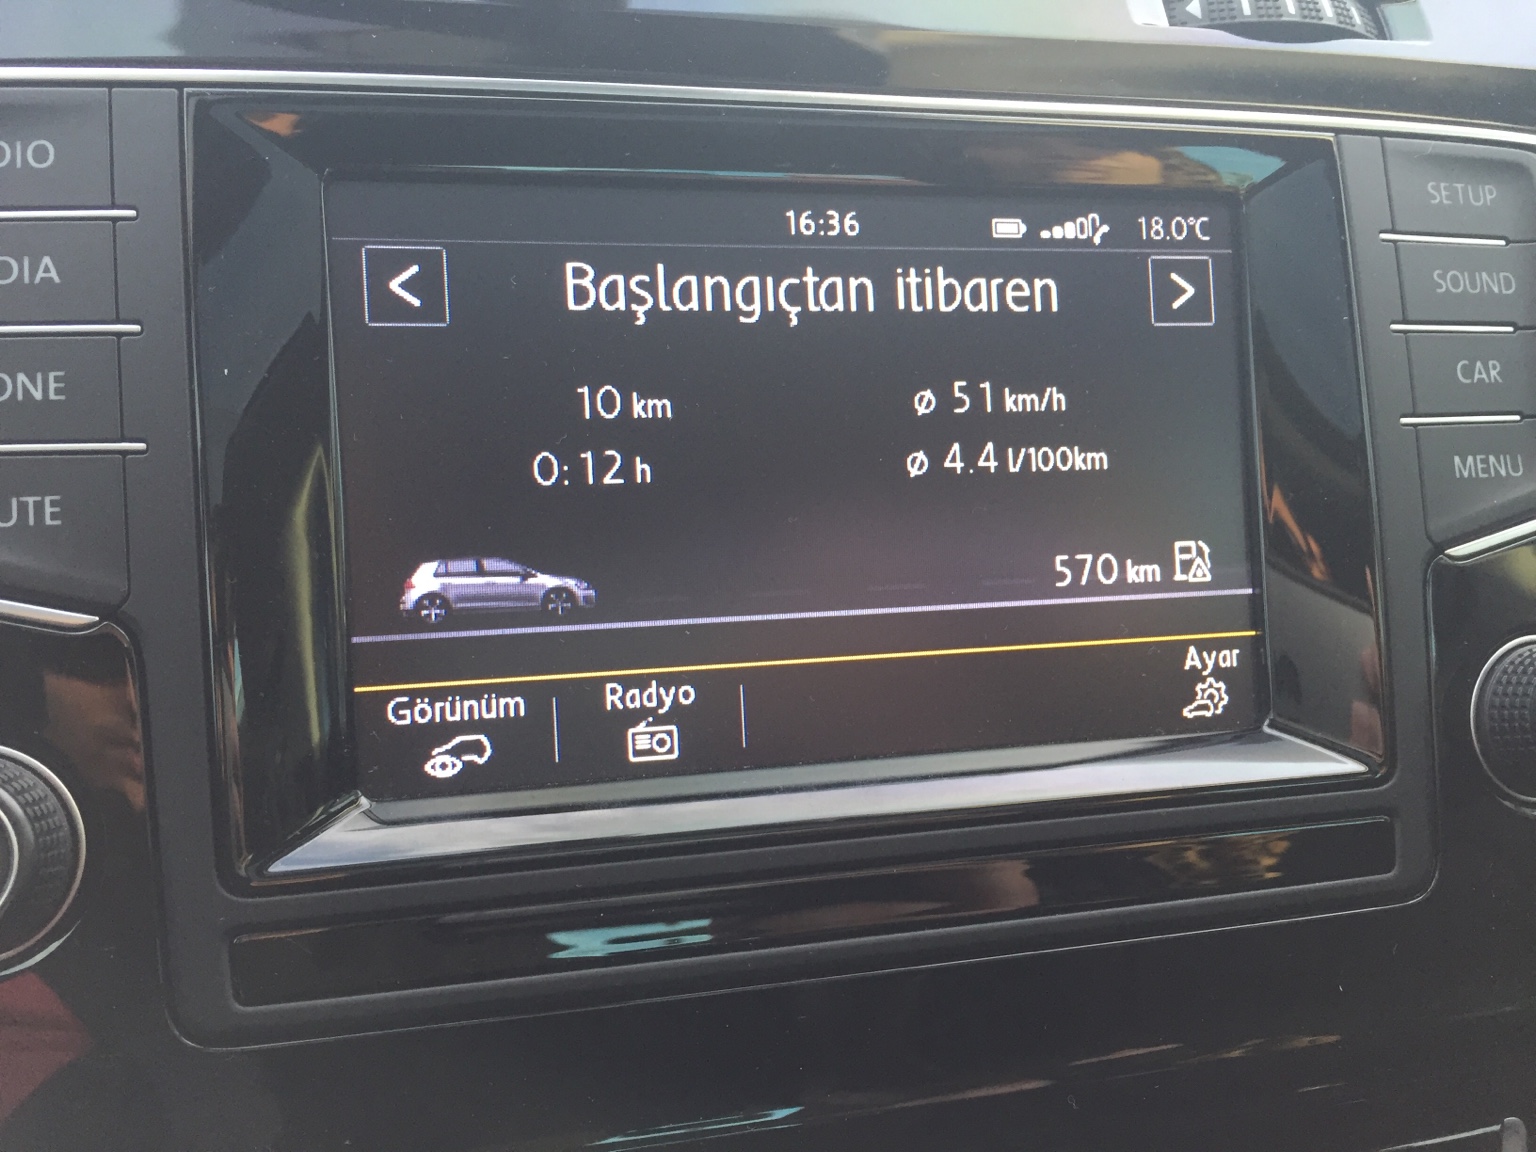 16:36 18.0°C
< Başlangıçtan itibaren >
10 km ø 51 km/h
0:12 h ø 4.4 l/100km
570 km
Ayar
Görünüm Radyo
DIO
DIA
ONE
UTE
SETUP
SOUND
CAR
MENU